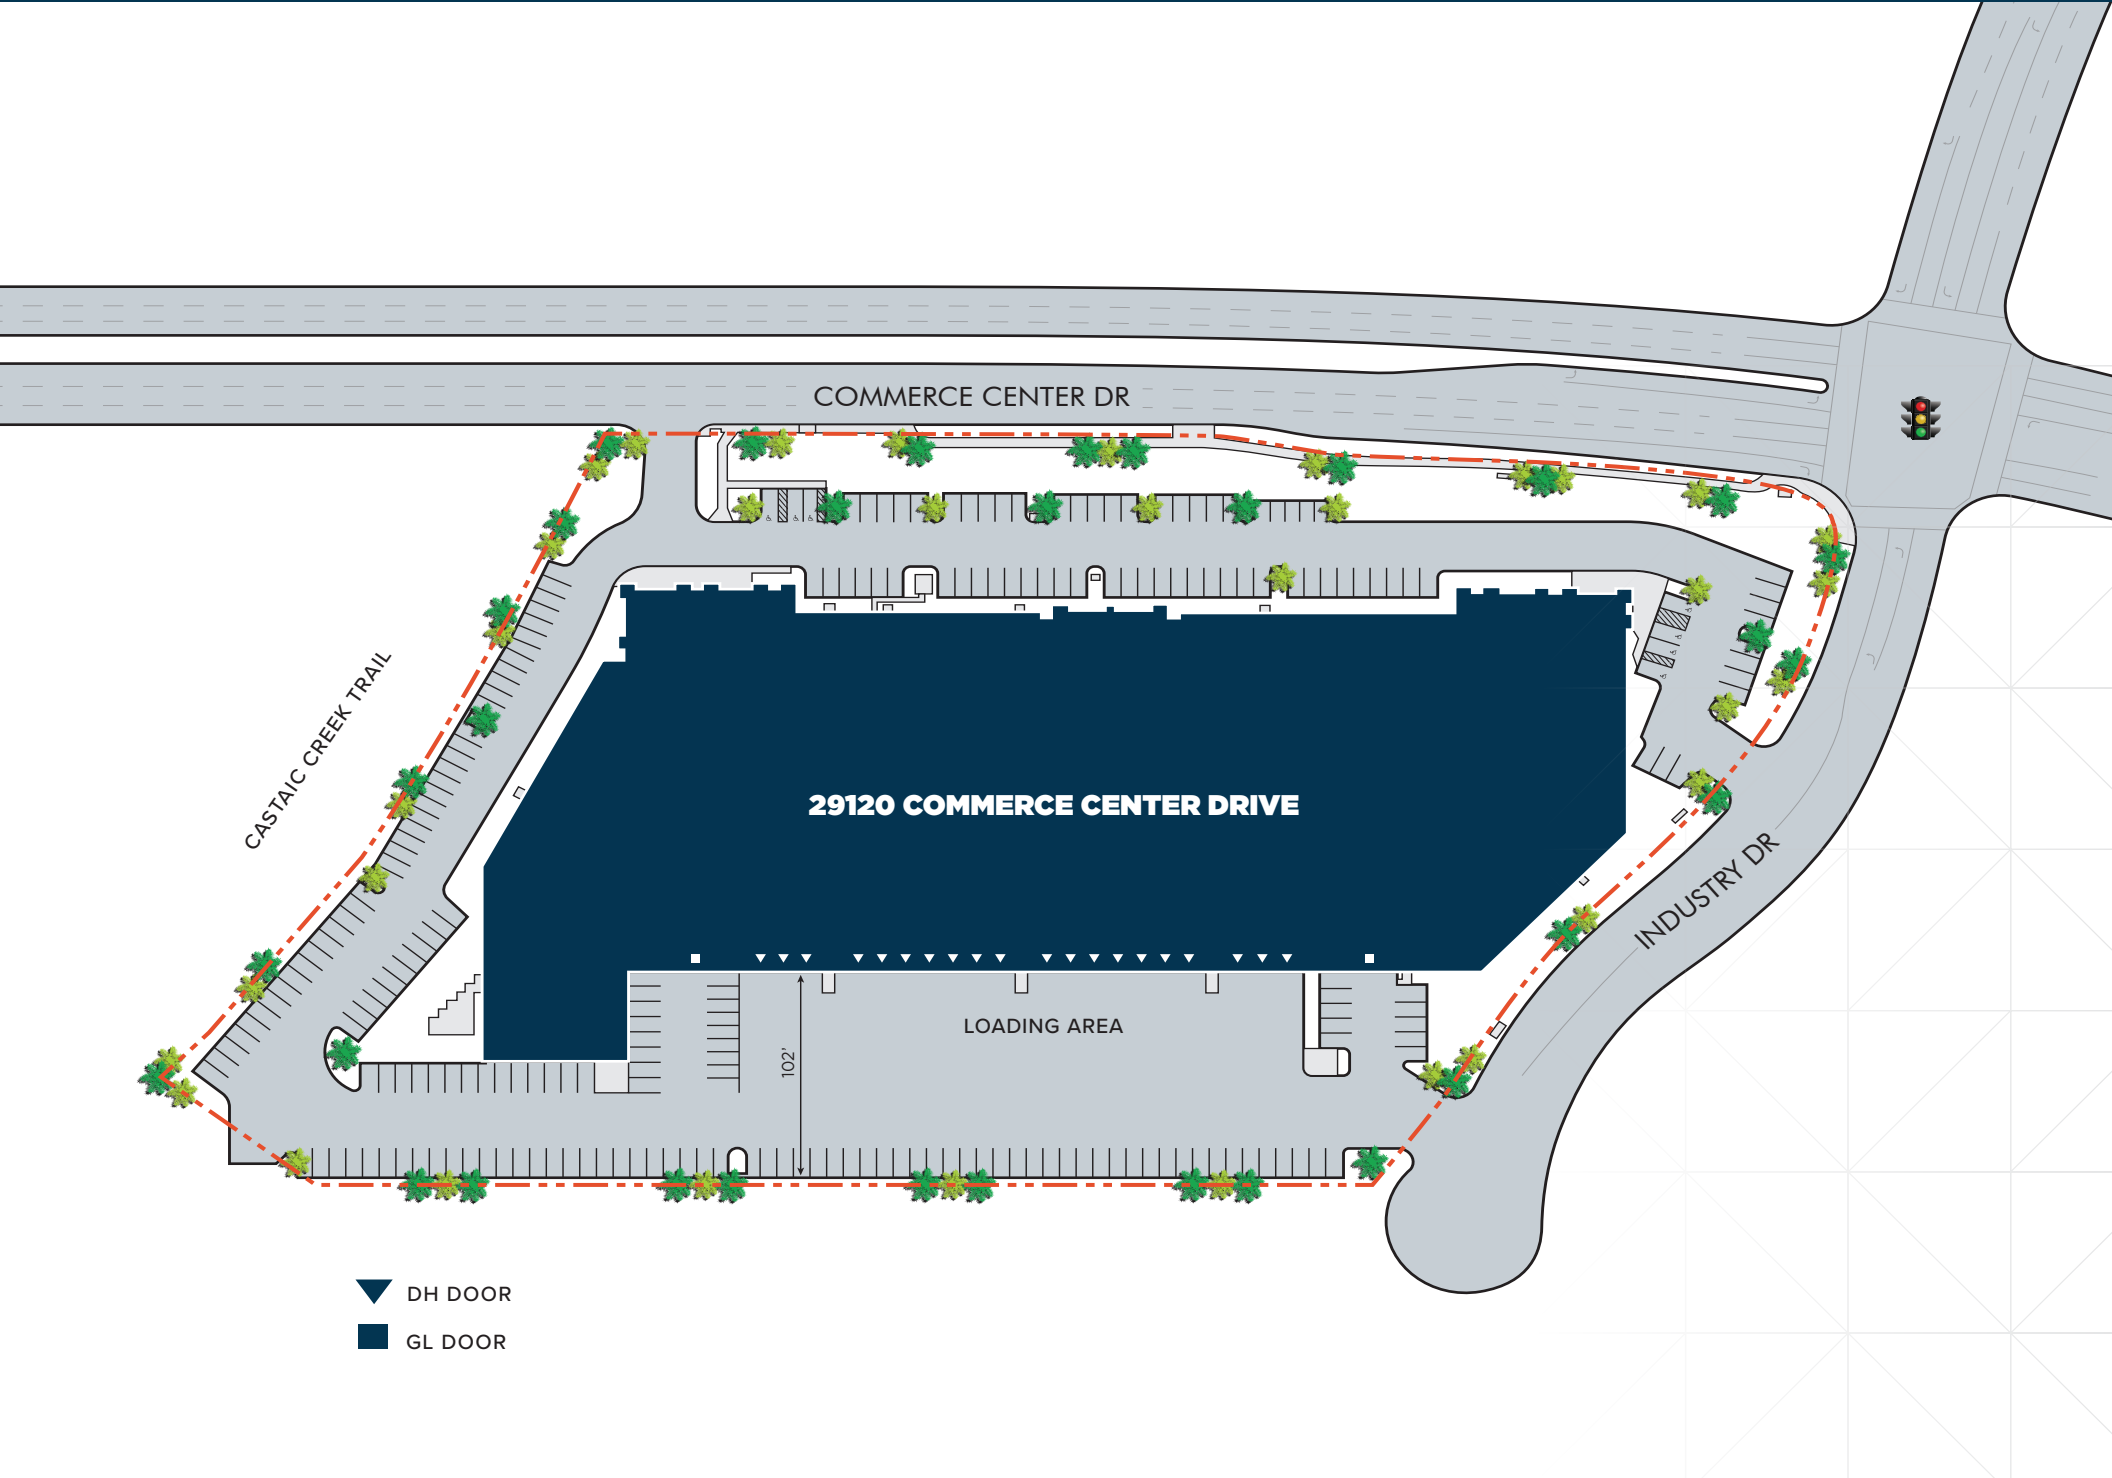 COMMERCE CENTER DR
CASTAIC CREEK TRAIL
29120 COMMERCE CENTER DRIVE
INDUSTRY DR
LOADING AREA
102'
DH DOOR
GL DOOR